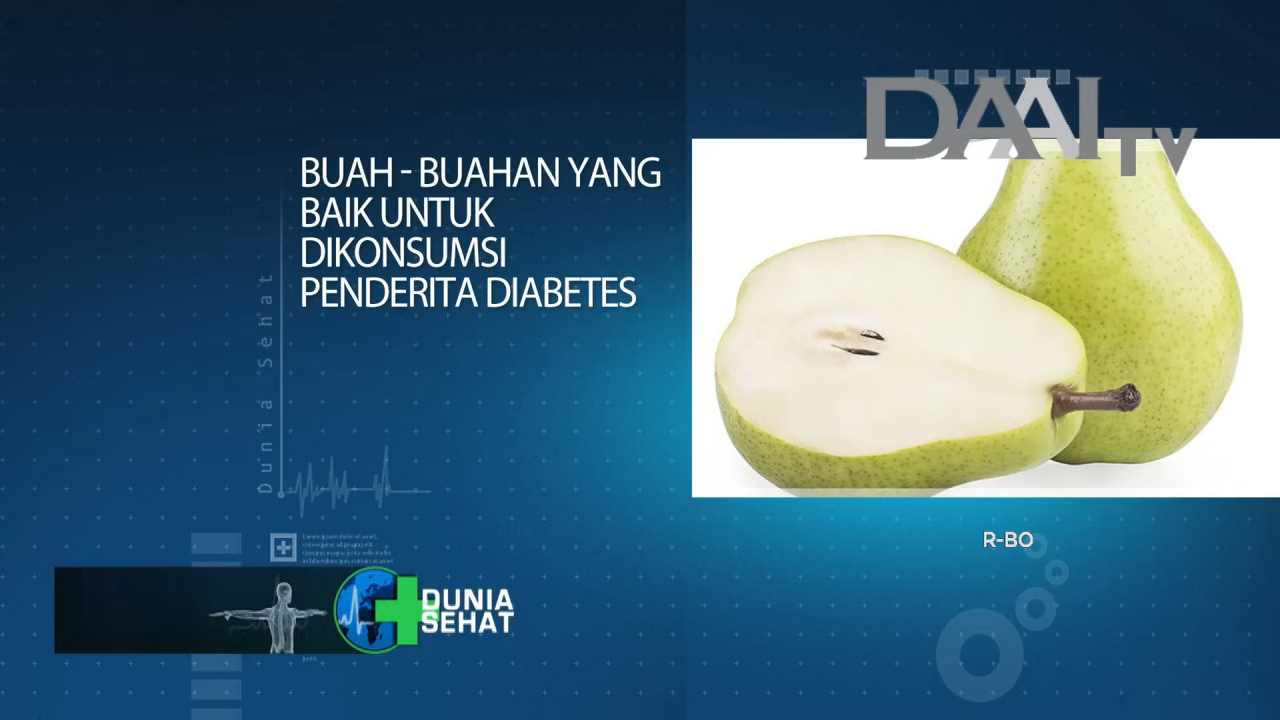 DAAI TV
BUAH - BUAHAN YANG
BAIK UNTUK
DIKONSUMSI
PENDERITA DIABETES
Dunia Sehat
R-BO
DUNIA
SEHAT